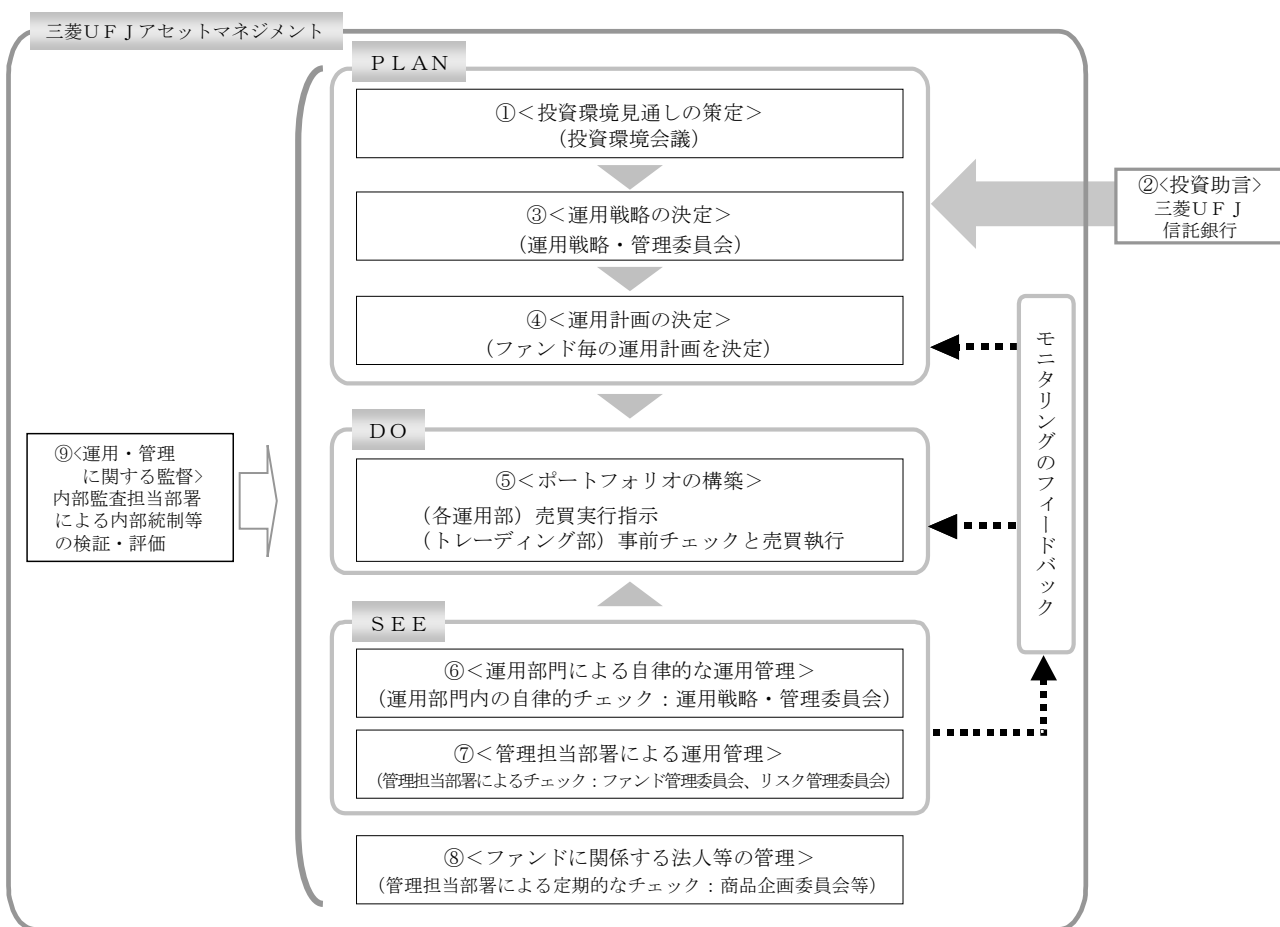 三菱ＵＦＪアセットマネジメント
ＰＬＡＮ
①＜投資環境見通しの策定＞
（投資環境会議）
②<投資助言>
三菱ＵＦＪ
信託銀行
③＜運用戦略の決定＞
（運用戦略・管理委員会）
④＜運用計画の決定＞
（ファンド毎の運用計画を決定）
モニタリングのフィードバック
ＤＯ
⑤＜ポートフォリオの構築＞
（各運用部）売買実行指示
（トレーディング部）事前チェックと売買執行
⑨<運用・管理
に関する監督>
内部監査担当部署
による内部統制等
の検証・評価
ＳＥＥ
⑥＜運用部門による自律的な運用管理＞
（運用部門内の自律的チェック：運用戦略・管理委員会）
⑦＜管理担当部署による運用管理＞
（管理担当部署によるチェック：ファンド管理委員会、リスク管理委員会）
⑧＜ファンドに関係する法人等の管理＞
（管理担当部署による定期的なチェック：商品企画委員会等）